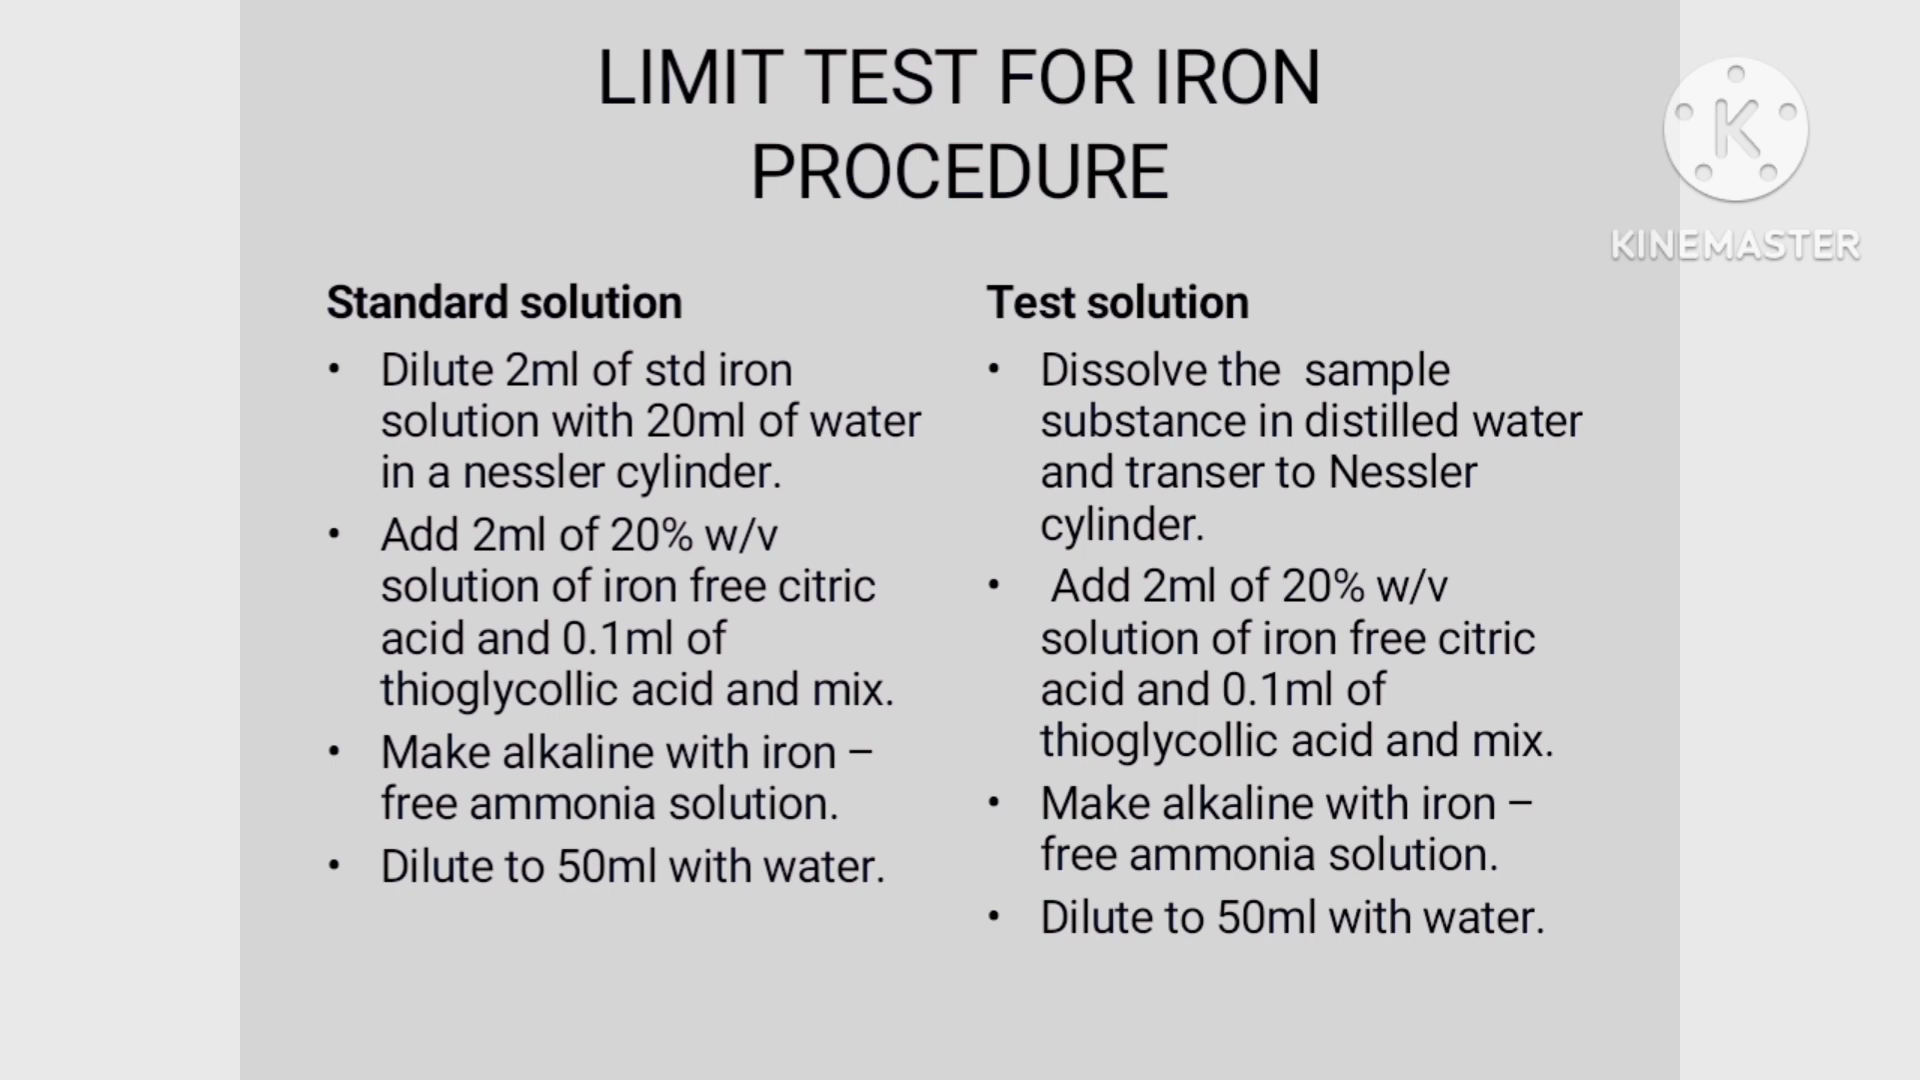 LIMIT TEST FOR IRON
PROCEDURE
K
KINEMASTER
Standard solution
• Dilute 2ml of std iron
solution with 20ml of water
in a nessler cylinder.
• Add 2ml of 20% w/v
solution of iron free citric
acid and 0.1ml of
thioglycollic acid and mix.
• Make alkaline with iron –
free ammonia solution.
• Dilute to 50ml with water.
Test solution
• Dissolve the sample
substance in distilled water
and transer to Nessler
cylinder.
• Add 2ml of 20% w/v
solution of iron free citric
acid and 0.1ml of
thioglycollic acid and mix.
• Make alkaline with iron –
free ammonia solution.
• Dilute to 50ml with water.